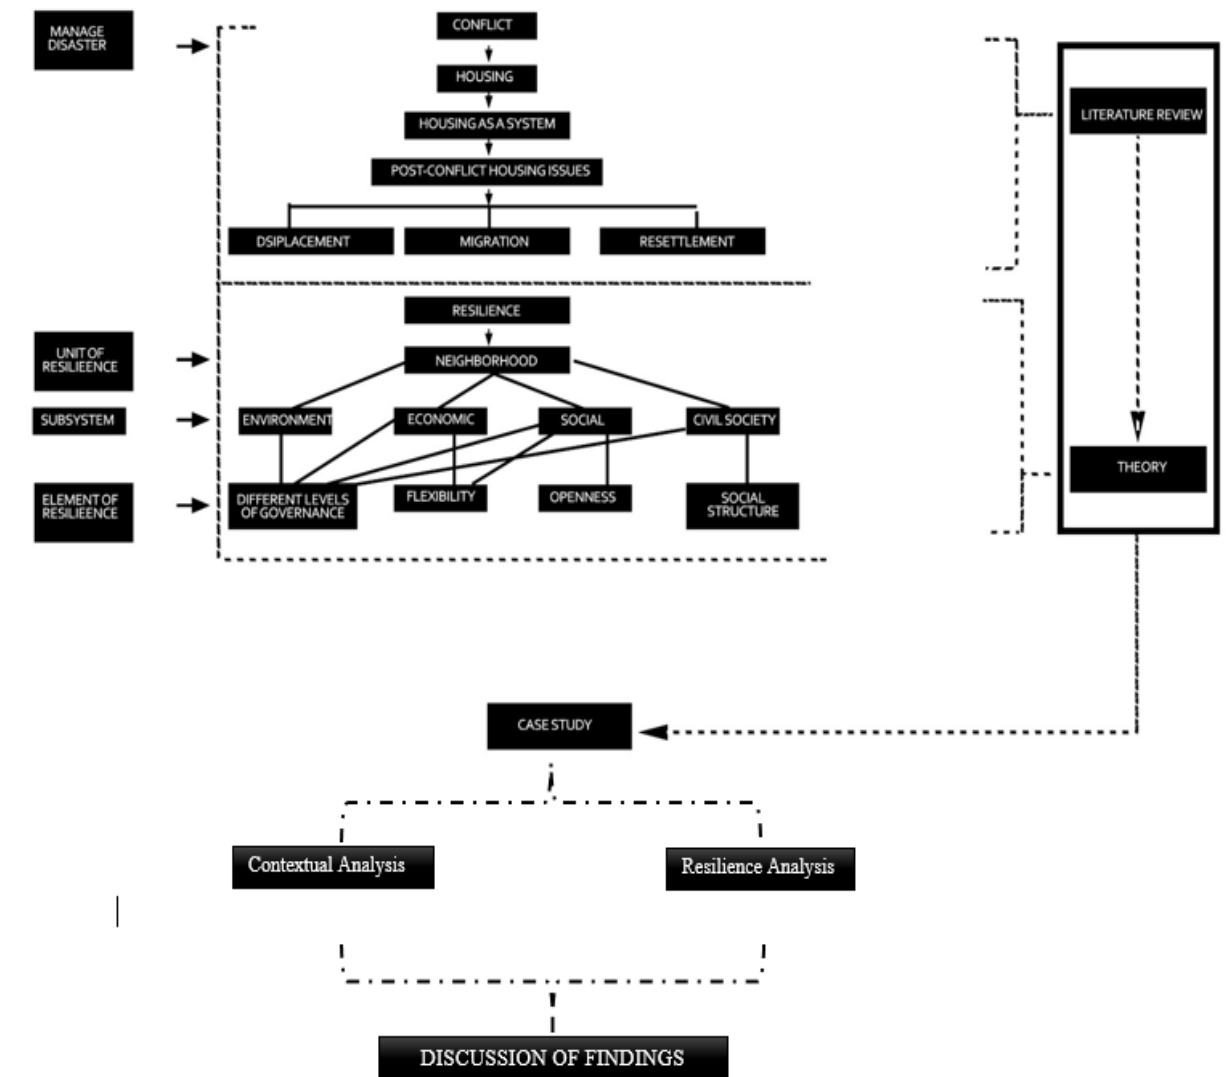 MANAGE
DISASTER
CONFLICT
HOUSING
HOUSING AS A SYSTEM
POST-CONFLICT HOUSING ISSUES
DSIPLACEMENT
MIGRATION
RESETTLEMENT
LITERATURE REVIEW
THEORY
RESILIENCE
UNIT OF
RESILIEENCE
NEIGHBORHOOD
SUBSYSTEM
ENVIRONMENT
ECONOMIC
SOCIAL
CIVIL SOCIETY
ELEMENT OF
RESILIEENCE
DIFFERENT LEVELS
OF GOVERNANCE
FLEXIBILITY
OPENNESS
SOCIAL
STRUCTURE
CASE STUDY
Contextual Analysis
Resilience Analysis
DISCUSSION OF FINDINGS